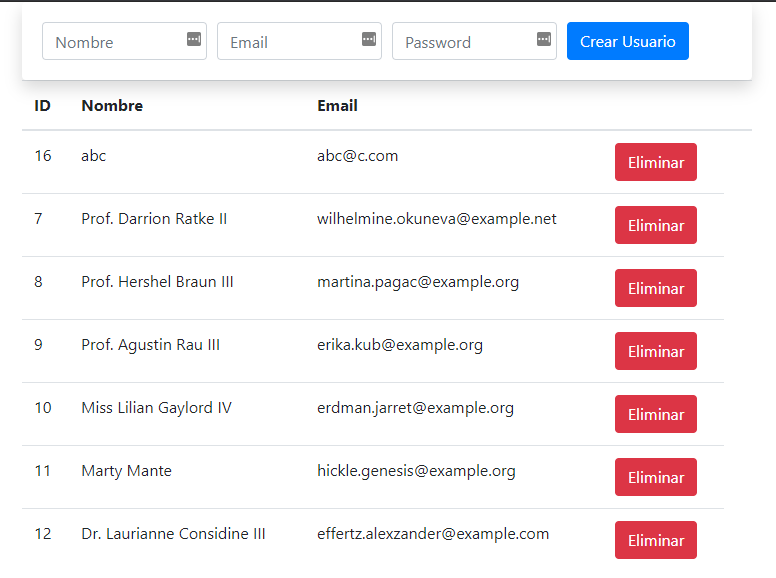 Nombre Email Password Crear Usuario
ID Nombre Email
16 abc abc@c.com Eliminar
7 Prof. Darrion Ratke II wilhelmine.okuneva@example.net Eliminar
8 Prof. Hershel Braun III martina.pagac@example.org Eliminar
9 Prof. Agustin Rau III erika.kub@example.org Eliminar
10 Miss Lilian Gaylord IV erdman.jarret@example.org Eliminar
11 Marty Mante hickle.genesis@example.org Eliminar
12 Dr. Laurianne Considine III effertz.alexzander@example.com Eliminar